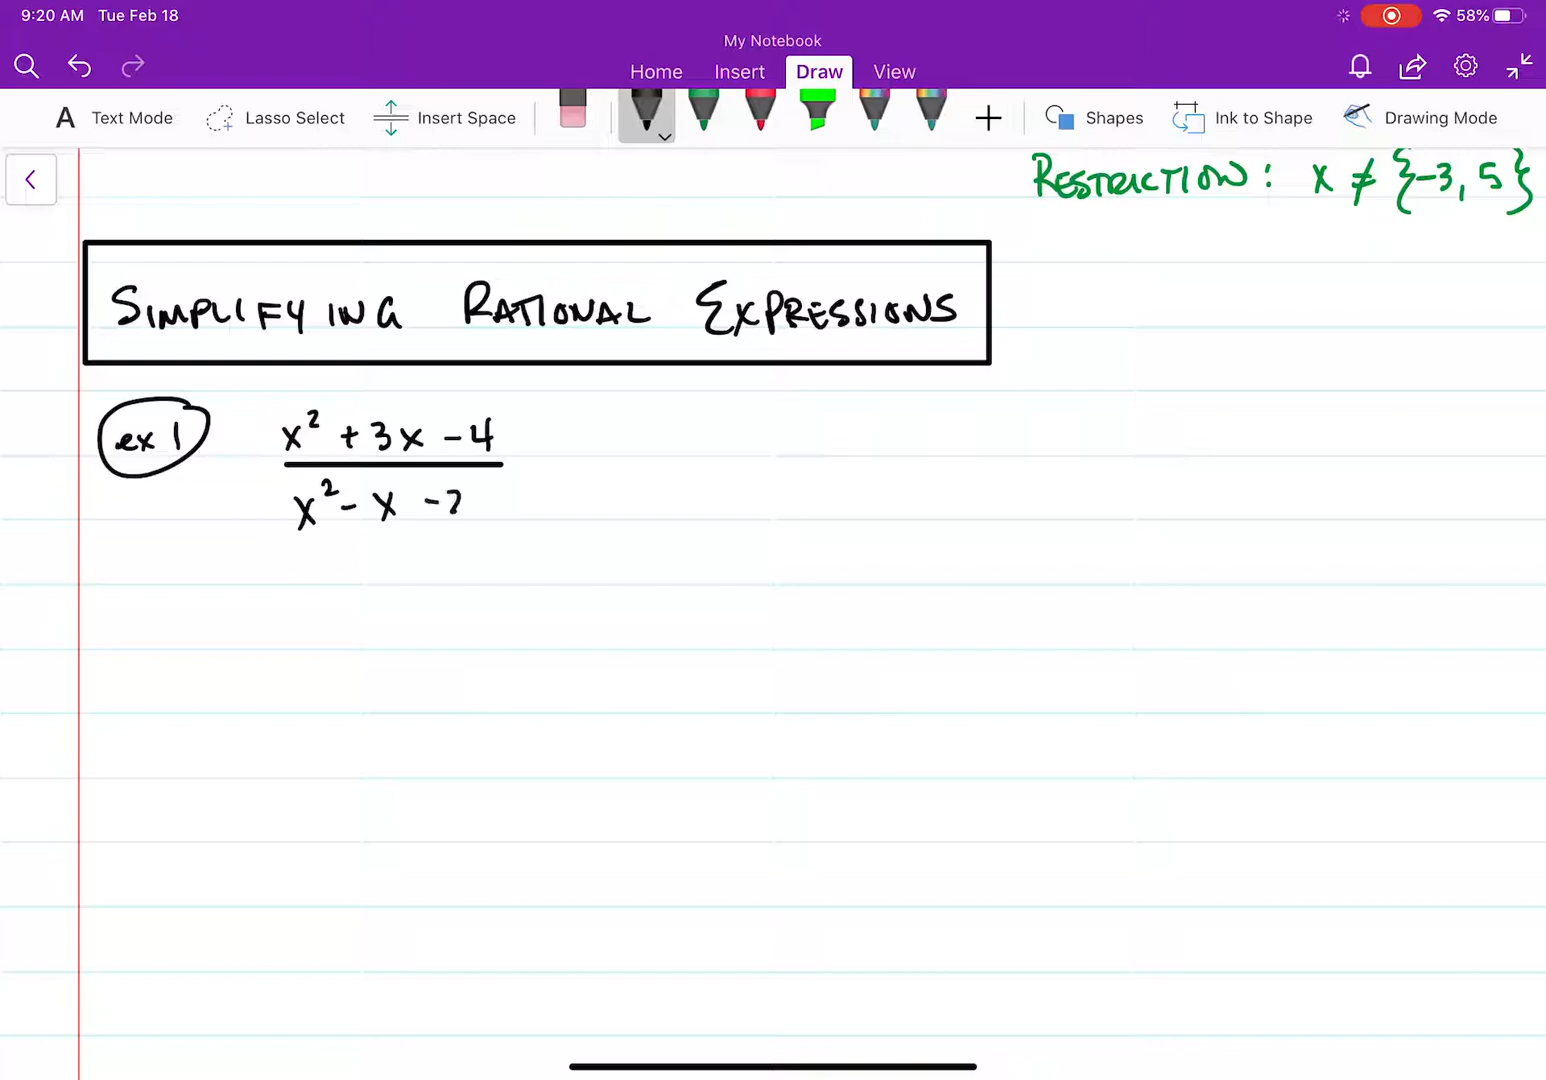 9:20 AM Tue Feb 18
58%
My Notebook
Home Insert Draw View
A Text Mode Lasso Select Insert Space Shapes Ink to Shape Drawing Mode
RESTRICTION: x ≠ {-3, 5}
SIMPLIFYING RATIONAL EXPRESSIONS
ex 1
x² + 3x - 4
x² - x - 2